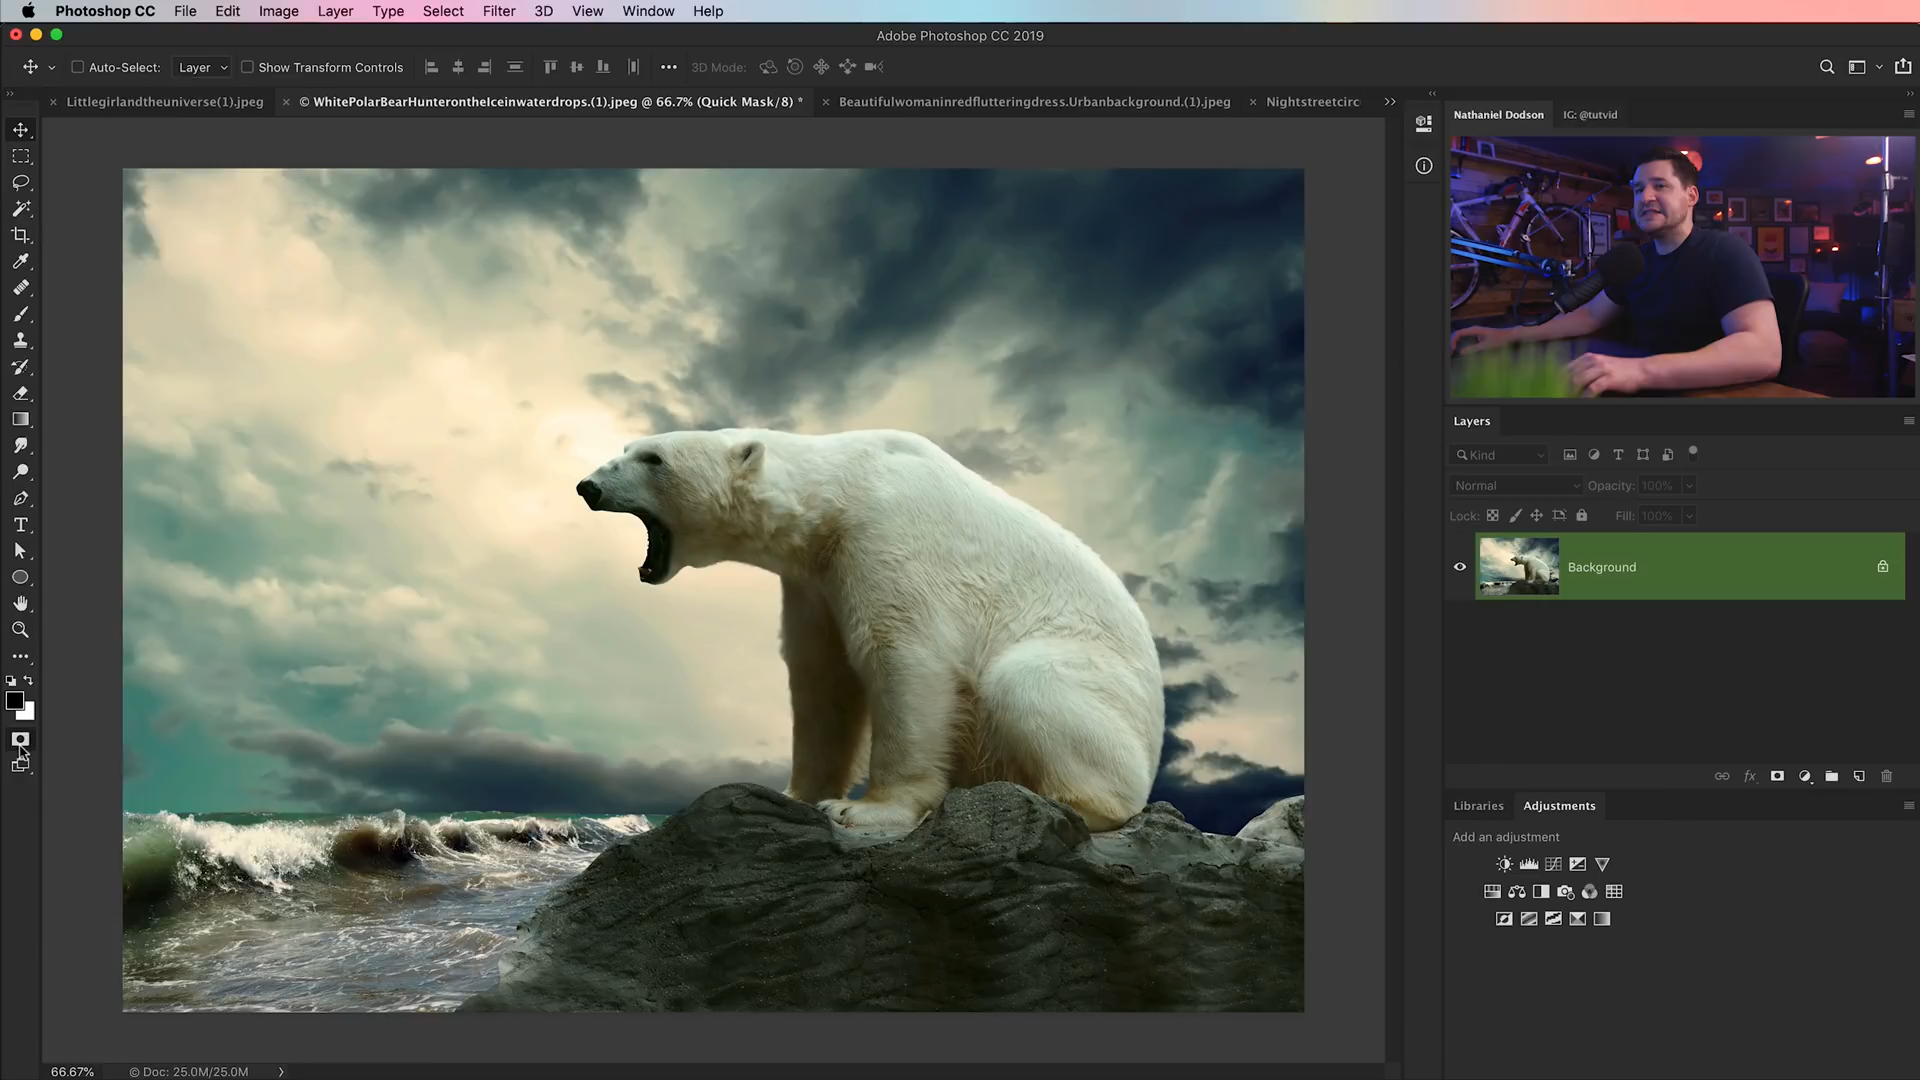 Photoshop CC File Edit Image Layer Type Select Filter 3D View Window Help
Adobe Photoshop CC 2019
Auto-Select: Layer Show Transform Controls 3D Mode:
Littlegirlandtheuniverse(1).jpeg © WhitePolarBearHunterontheIceinwaterdrops.(1).jpeg @ 66.7% (Quick Mask/8) * Beautifulwomaninredflutteringdress.Urbanbackground.(1).jpeg Nightstreetcirc
Nathaniel Dodson IG: @tutvid
Layers
Kind
Normal Opacity: 100%
Lock: Fill: 100%
Background
Libraries Adjustments
Add an adjustment
66.67% © Doc: 25.0M/25.0M